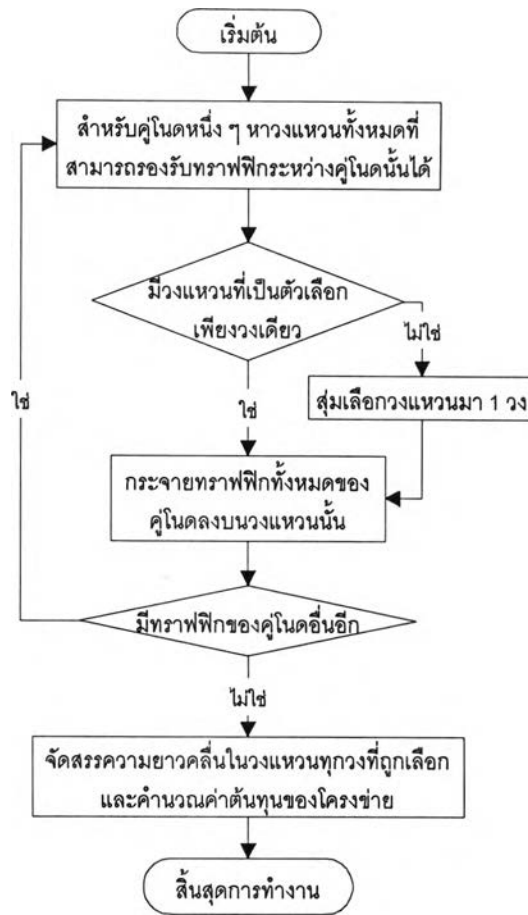 เริ่มต้น
สำหรับคู่โนดหนึ่ง ๆ หาวงแหวนทั้งหมดที่
สามารถรองรับทราฟฟิกระหว่างคู่โนดนั้นได้
มีวงแหวนที่เป็นตัวเลือก
เพียงวงเดียว
ไม่ใช่
ใช่
ใช่
สุ่มเลือกวงแหวนมา 1 วง
กระจายทราฟฟิกทั้งหมดของ
คู่โนดลงบนวงแหวนนั้น
มีทราฟฟิกของคู่โนดอื่นอีก
ไม่ใช่
จัดสรรความยาวคลื่นในวงแหวนทุกวงที่ถูกเลือก
และคำนวณค่าต้นทุนของโครงข่าย
สิ้นสุดการทำงาน